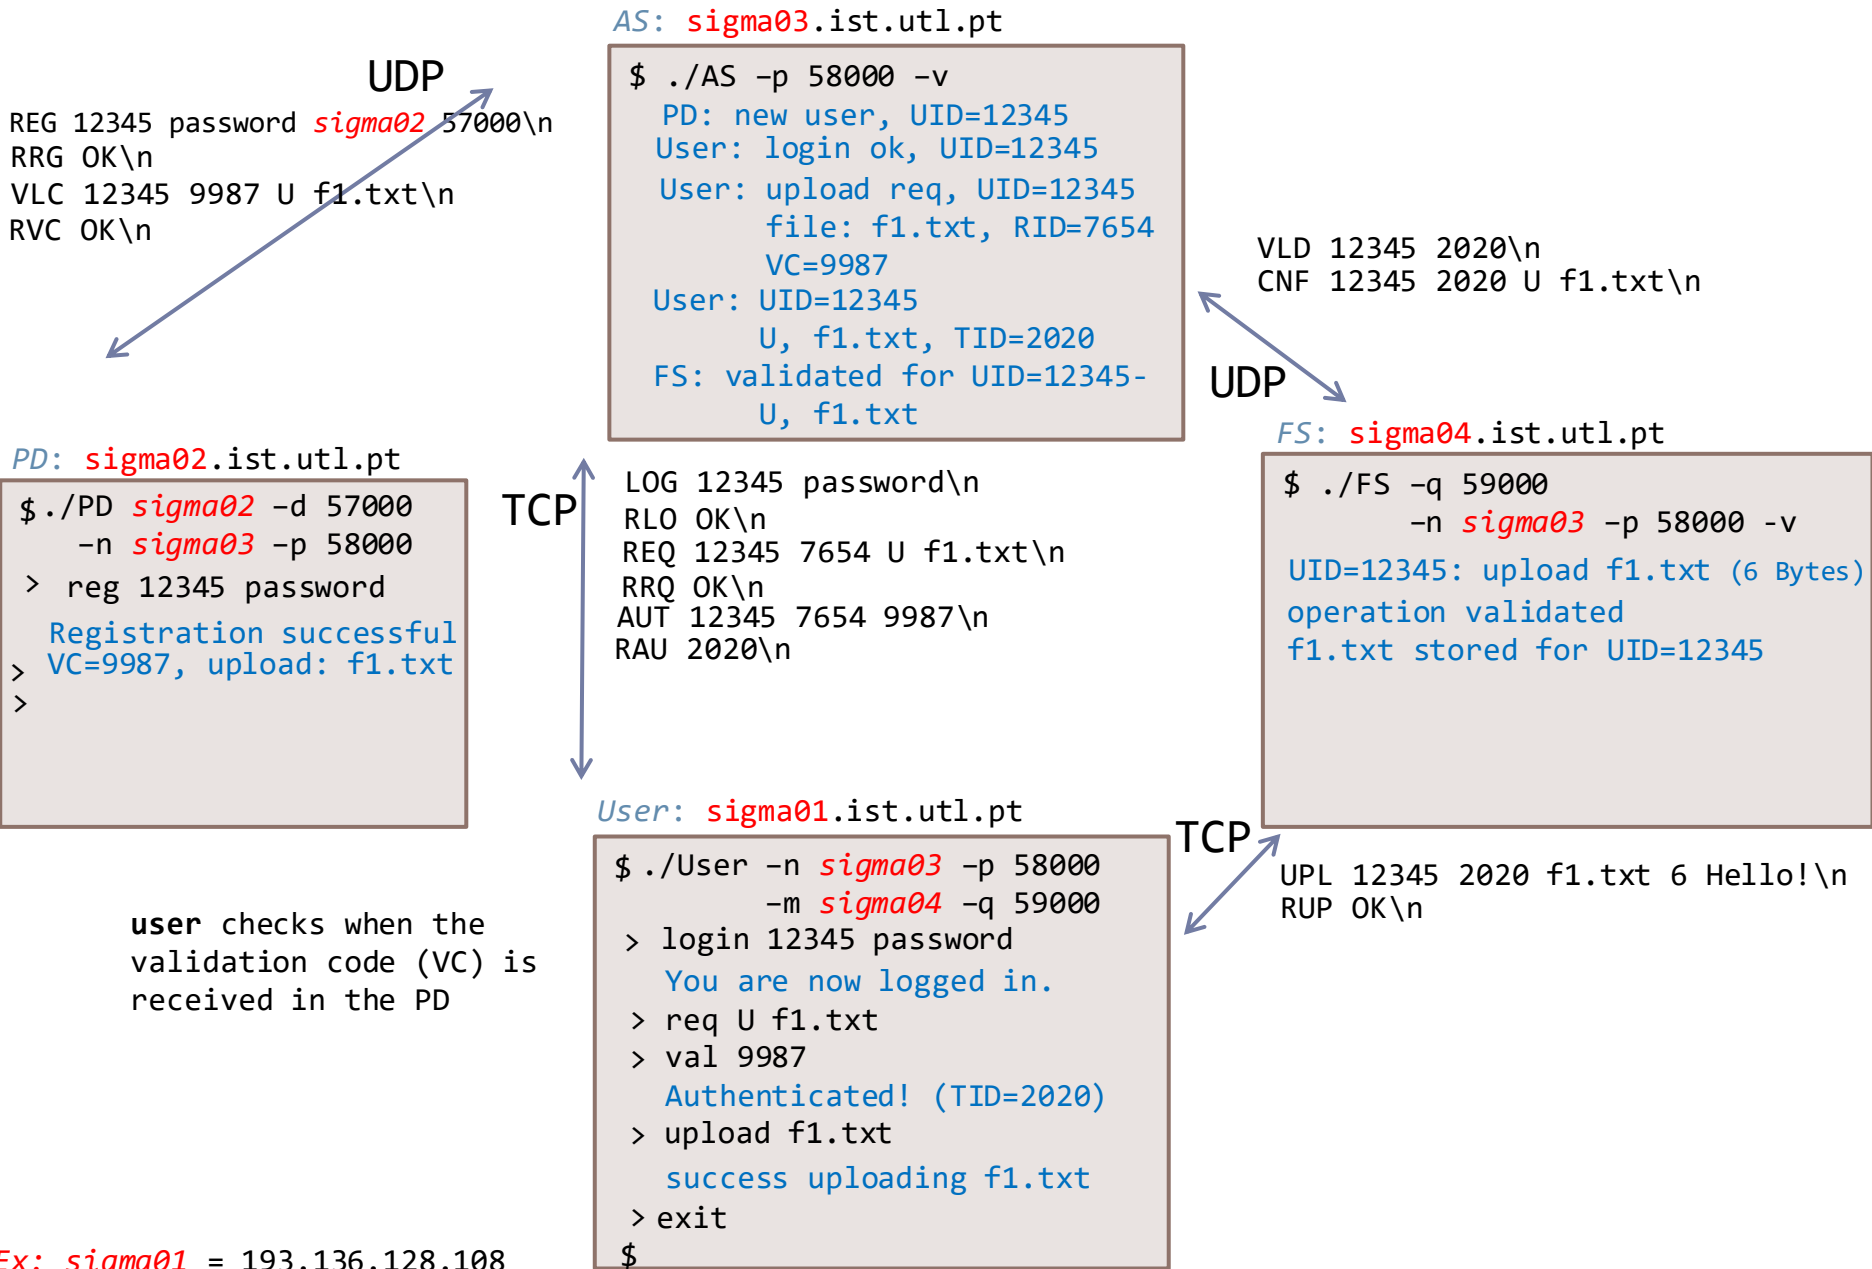 AS: sigma03.ist.utl.pt
$ ./AS –p 58000 –v
PD: new user, UID=12345
User: login ok, UID=12345
User: upload req, UID=12345
file: f1.txt, RID=7654
VC=9987
User: UID=12345
U, f1.txt, TID=2020
FS: validated for UID=12345-
U, f1.txt
UDP
REG 12345 password sigma02 57000\n
RRG OK\n
VLC 12345 9987 U f1.txt\n
RVC OK\n
VLD 12345 2020\n
CNF 12345 2020 U f1.txt\n
UDP
PD: sigma02.ist.utl.pt
$./PD sigma02 –d 57000
–n sigma03 –p 58000
> reg 12345 password
Registration successful
> VC=9987, upload: f1.txt
>
TCP
LOG 12345 password\n
RLO OK\n
REQ 12345 7654 U f1.txt\n
RRQ OK\n
AUT 12345 7654 9987\n
RAU 2020\n
FS: sigma04.ist.utl.pt
$ ./FS –q 59000
–n sigma03 –p 58000 -v
UID=12345: upload f1.txt (6 Bytes)
operation validated
f1.txt stored for UID=12345
User: sigma01.ist.utl.pt
$./User –n sigma03 –p 58000
–m sigma04 –q 59000
> login 12345 password
You are now logged in.
> req U f1.txt
> val 9987
Authenticated! (TID=2020)
> upload f1.txt
success uploading f1.txt
> exit
$
TCP
UPL 12345 2020 f1.txt 6 Hello!\n
RUP OK\n
user checks when the
validation code (VC) is
received in the PD
Ex: sigma01 = 193.136.128.108